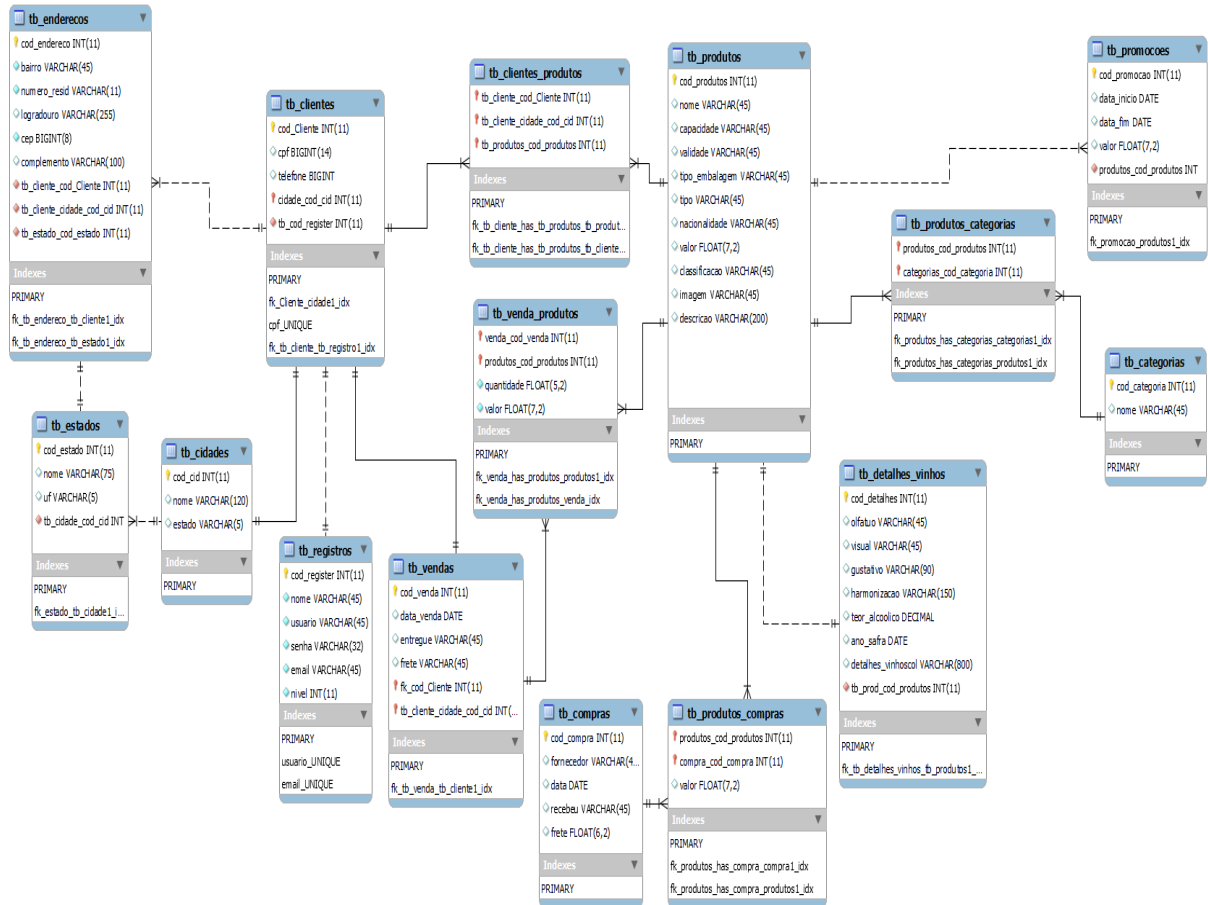 tb_enderecos
cod_endereco INT(11)
bairro VARCHAR(45)
numero_resid VARCHAR(11)
logradouro VARCHAR(255)
cep BIGINT(8)
complemento VARCHAR(100)
tb_cliente_cod_Cliente INT(11)
tb_cliente_cidade_cod_cid INT(11)
tb_estado_cod_estado INT(11)
Indexes
PRIMARY
fk_tb_endereco_tb_cliente1_idx
fk_tb_endereco_tb_estado1_idx
tb_clientes
cod_Cliente INT(11)
cpf BIGINT(14)
telefone BIGINT
cidade_cod_cid INT(11)
tb_cod_register INT(11)
Indexes
PRIMARY
fk_Cliente_cidade1_idx
cpf_UNIQUE
fk_tb_cliente_tb_registro1_idx
tb_clientes_produtos
tb_cliente_cod_Cliente INT(11)
tb_cliente_cidade_cod_cid INT(11)
tb_produtos_cod_produtos INT(11)
Indexes
PRIMARY
fk_tb_cliente_has_tb_produtos_tb_produt...
fk_tb_cliente_has_tb_produtos_tb_cliente...
tb_produtos
cod_produtos INT(11)
nome VARCHAR(45)
capacidade VARCHAR(45)
validade VARCHAR(45)
tipo_embalagem VARCHAR(45)
tipo VARCHAR(45)
nacionalidade VARCHAR(45)
valor FLOAT(7,2)
classificacao VARCHAR(45)
imagem VARCHAR(45)
descricao VARCHAR(200)
Indexes
PRIMARY
tb_promocoes
cod_promocao INT(11)
data_inicio DATE
data_fim DATE
valor FLOAT(7,2)
produtos_cod_produtos INT
Indexes
PRIMARY
fk_promocao_produtos1_idx
tb_produtos_categorias
produtos_cod_produtos INT(11)
categorias_cod_categoria INT(11)
Indexes
PRIMARY
fk_produtos_has_categorias_categorias1_idx
fk_produtos_has_categorias_produtos1_idx
tb_venda_produtos
venda_cod_venda INT(11)
produtos_cod_produtos INT(11)
quantidade FLOAT(5,2)
valor FLOAT(7,2)
Indexes
PRIMARY
fk_venda_has_produtos_produtos1_idx
fk_venda_has_produtos_venda_idx
tb_categorias
cod_categoria INT(11)
nome VARCHAR(45)
Indexes
PRIMARY
tb_estados
cod_estado INT(11)
nome VARCHAR(75)
uf VARCHAR(5)
tb_cidade_cod_cid INT
Indexes
PRIMARY
fk_estado_tb_cidade1_i...
tb_cidades
cod_cid INT(11)
nome VARCHAR(120)
estado VARCHAR(5)
Indexes
PRIMARY
tb_registros
cod_register INT(11)
nome VARCHAR(45)
usuario VARCHAR(45)
senha VARCHAR(32)
email VARCHAR(45)
nivel INT(11)
Indexes
PRIMARY
usuario_UNIQUE
email_UNIQUE
tb_vendas
cod_venda INT(11)
data_venda DATE
entregue VARCHAR(45)
frete VARCHAR(45)
fk_cod_Cliente INT(11)
tb_cliente_cidade_cod_cid INT(...
Indexes
PRIMARY
fk_tb_venda_tb_cliente1_idx
tb_detalhes_vinhos
cod_detalhes INT(11)
olfatuo VARCHAR(45)
visual VARCHAR(45)
gustativo VARCHAR(90)
harmonizacao VARCHAR(150)
teor_alcoolico DECIMAL
ano_safra DATE
detalhes_vinhoscol VARCHAR(800)
tb_prod_cod_produtos INT(11)
Indexes
PRIMARY
fk_tb_detalhes_vinhos_tb_produtos1_...
tb_compras
cod_compra INT(11)
fornecedor VARCHAR(4...
data DATE
recebeu VARCHAR(45)
frete FLOAT(6,2)
Indexes
PRIMARY
tb_produtos_compras
produtos_cod_produtos INT(11)
compra_cod_compra INT(11)
valor FLOAT(7,2)
Indexes
PRIMARY
fk_produtos_has_compra_compra1_idx
fk_produtos_has_compra_produtos1_idx